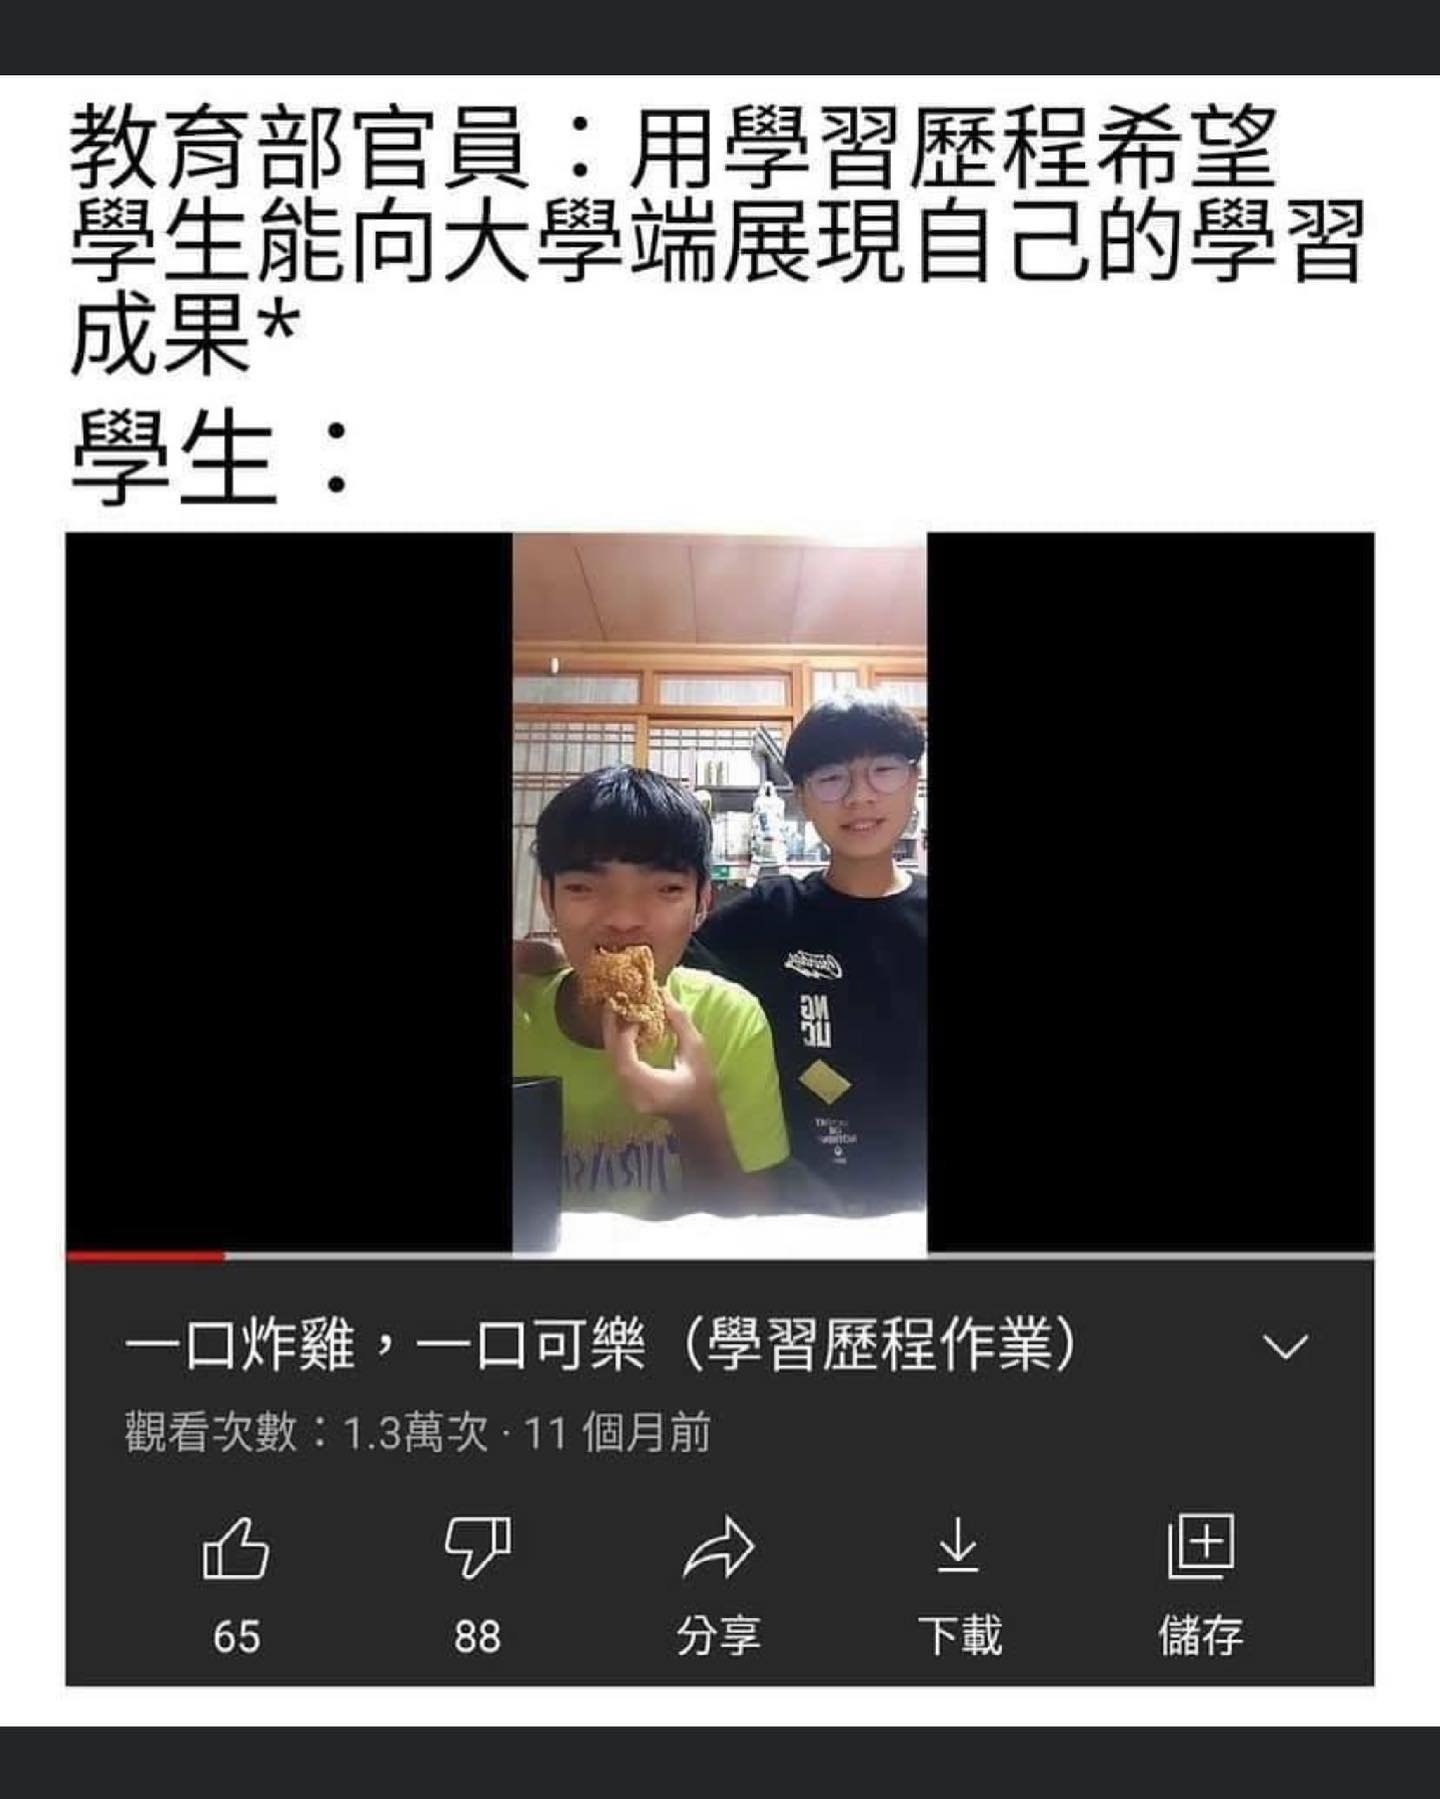 教育部官員：用學習歷程希望
學生能向大學端展現自己的學習
成果*
學生：
一口炸雞，一口可樂（學習歷程作業）
觀看次數：1.3萬次 · 11 個月前
65
88
分享
下載
儲存